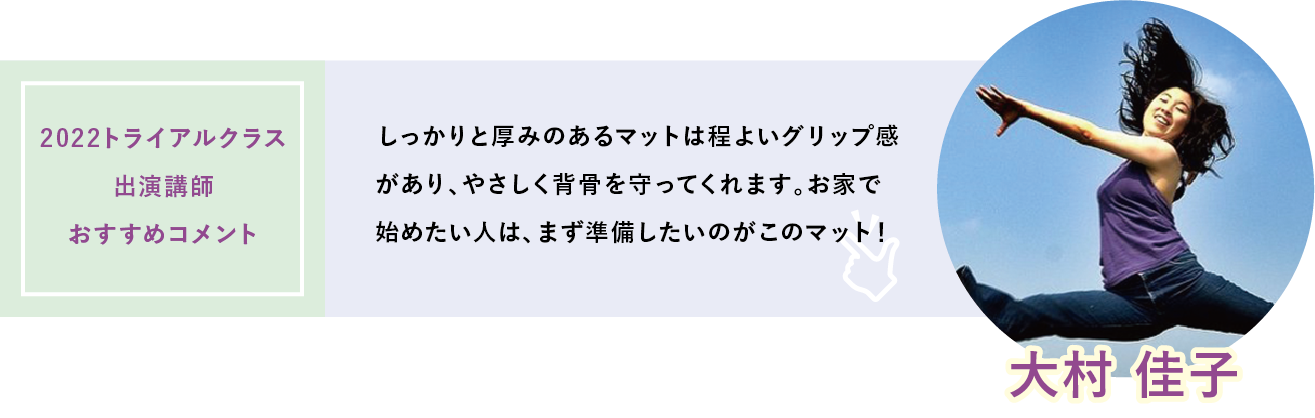 2022トライアルクラス
出演講師
おすすめコメント
しっかりと厚みのあるマットは程よいグリップ感
があり、やさしく背骨を守ってくれます。お家で
始めたい人は、まず準備したいのがこのマット！
大村 佳子